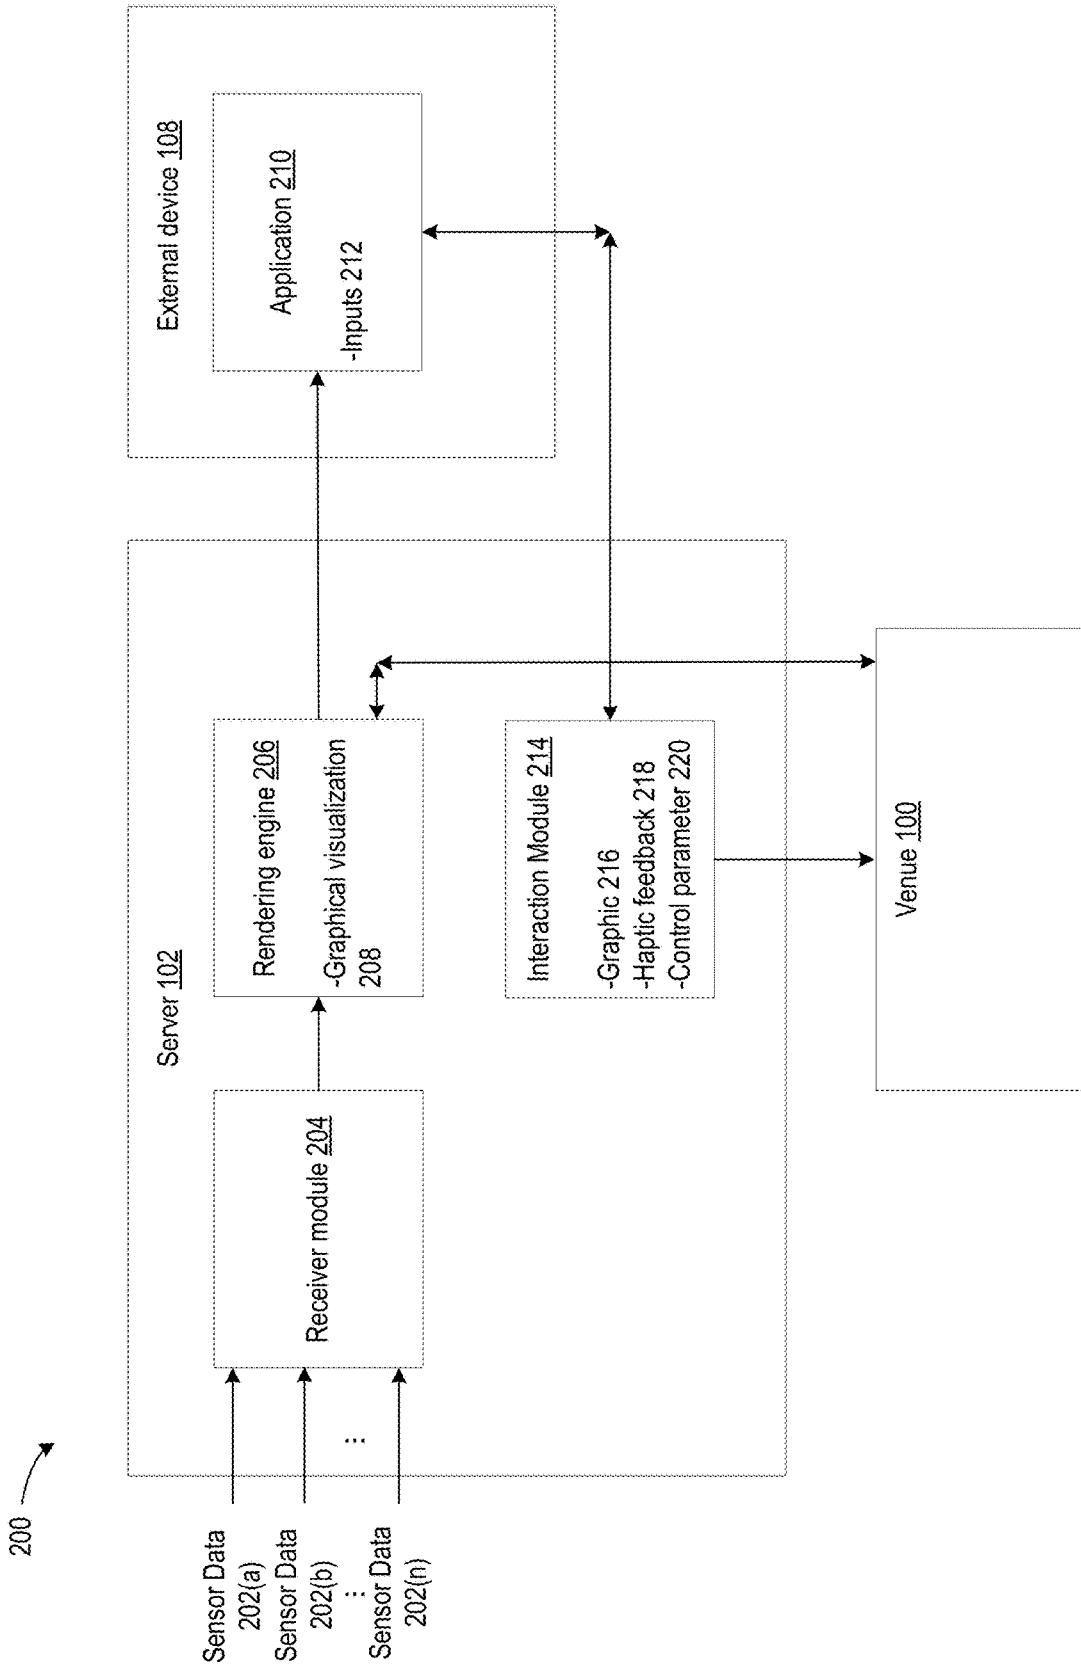 200
Sensor Data
202(a)
Sensor Data
202(b)
⋮
Sensor Data
202(n)
⋮
Server 102
Receiver module 204
Rendering engine 206
-Graphical visualization
208
Interaction Module 214
-Graphic 216
-Haptic feedback 218
-Control parameter 220
External device 108
Application 210
-Inputs 212
Venue 100